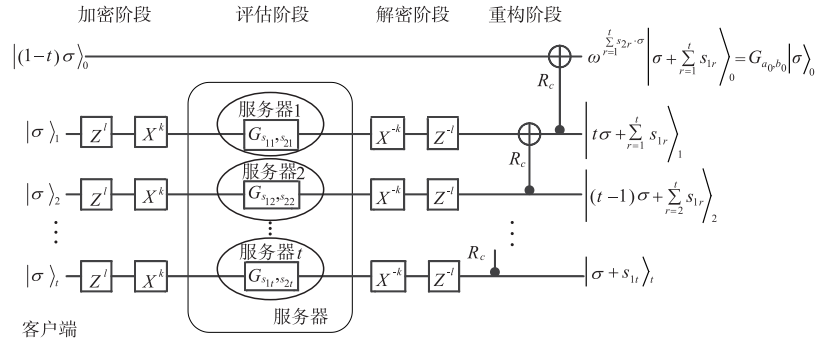 加密阶段 评估阶段 解密阶段 重构阶段
|(1-t)σ⟩₀ ω^{∑_{r=1}^{t} s_{2r}·σ} |σ+∑_{r=1}^{t} s_{1r}⟩₀=G_{a₀,b₀}|σ⟩₀
R_c
服务器1
|σ⟩₁ Z^l X^k G_{s₁₁,s₂₁} X^{-k} Z^{-l} |tσ+∑_{r=1}^{t} s_{1r}⟩₁
R_c
服务器2
|σ⟩₂ Z^l X^k G_{s₁₂,s₂₂} X^{-k} Z^{-l} |(t-1)σ+∑_{r=2}^{t} s_{1r}⟩₂
⋮ ⋮ ⋮
服务器t R_c
|σ⟩_t Z^l X^k G_{s_{1t},s_{2t}} X^{-k} Z^{-l} |σ+s_{1t}⟩_t
服务器
客户端